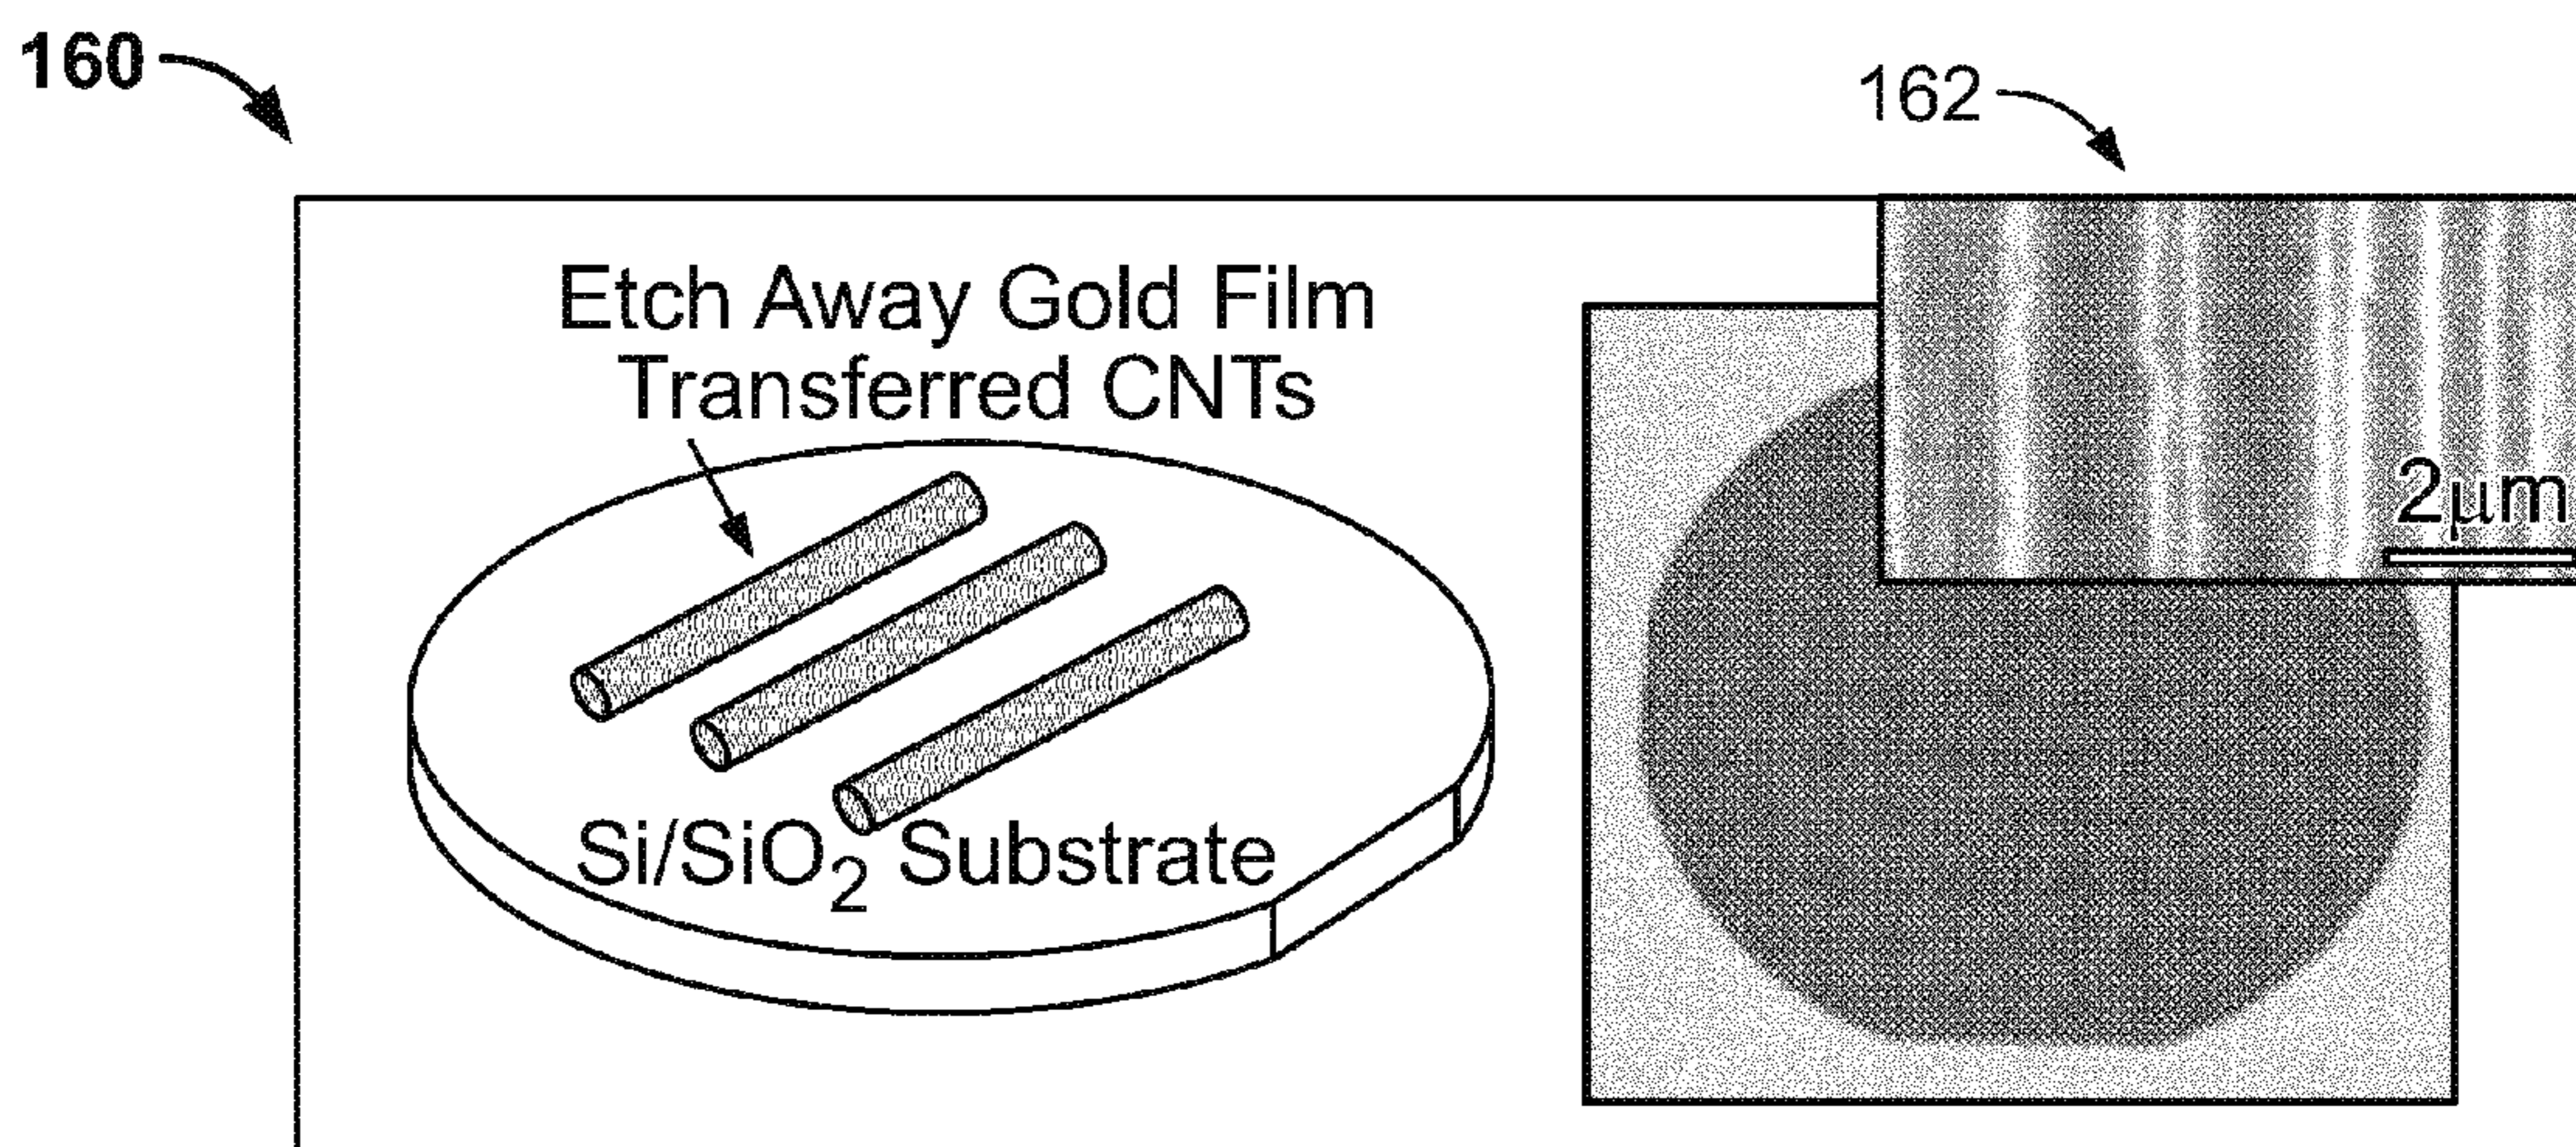 160
162
Etch Away Gold Film
Transferred CNTs
2μm
Si/SiO₂ Substrate